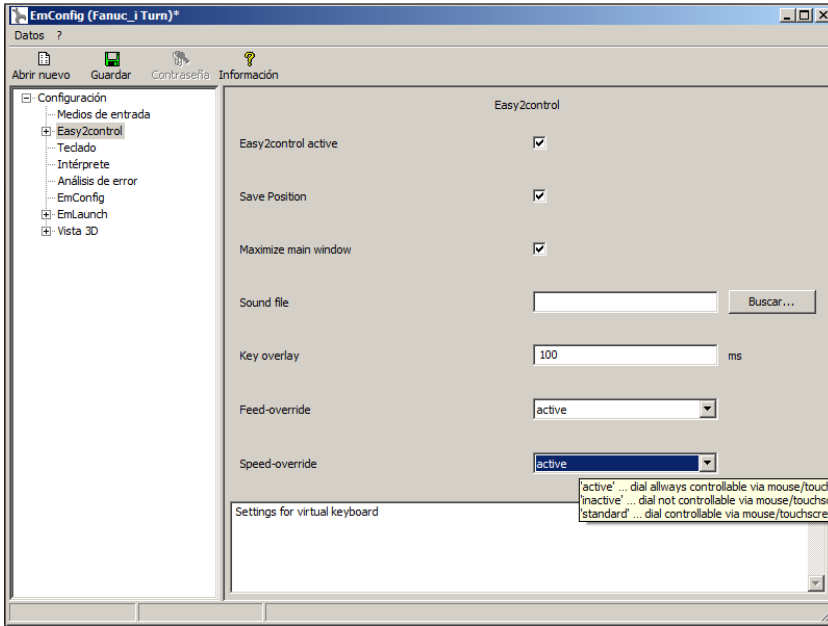 EmConfig (Fanuc_i Turn)*
Datos ?
Abrir nuevo Guardar Contraseña Información
Configuración
Medios de entrada
Easy2control
Teclado
Intérprete
Análisis de error
EmConfig
EmLaunch
Vista 3D
Easy2control
Easy2control active
Save Position
Maximize main window
Sound file Buscar...
Key overlay 100 ms
Feed-override active
Speed-override active
'active' ... dial allways controllable via mouse/touch
'inactive' ... dial not controllable via mouse/touchs
'standard' ... dial controllable via mouse/touchscre
Settings for virtual keyboard